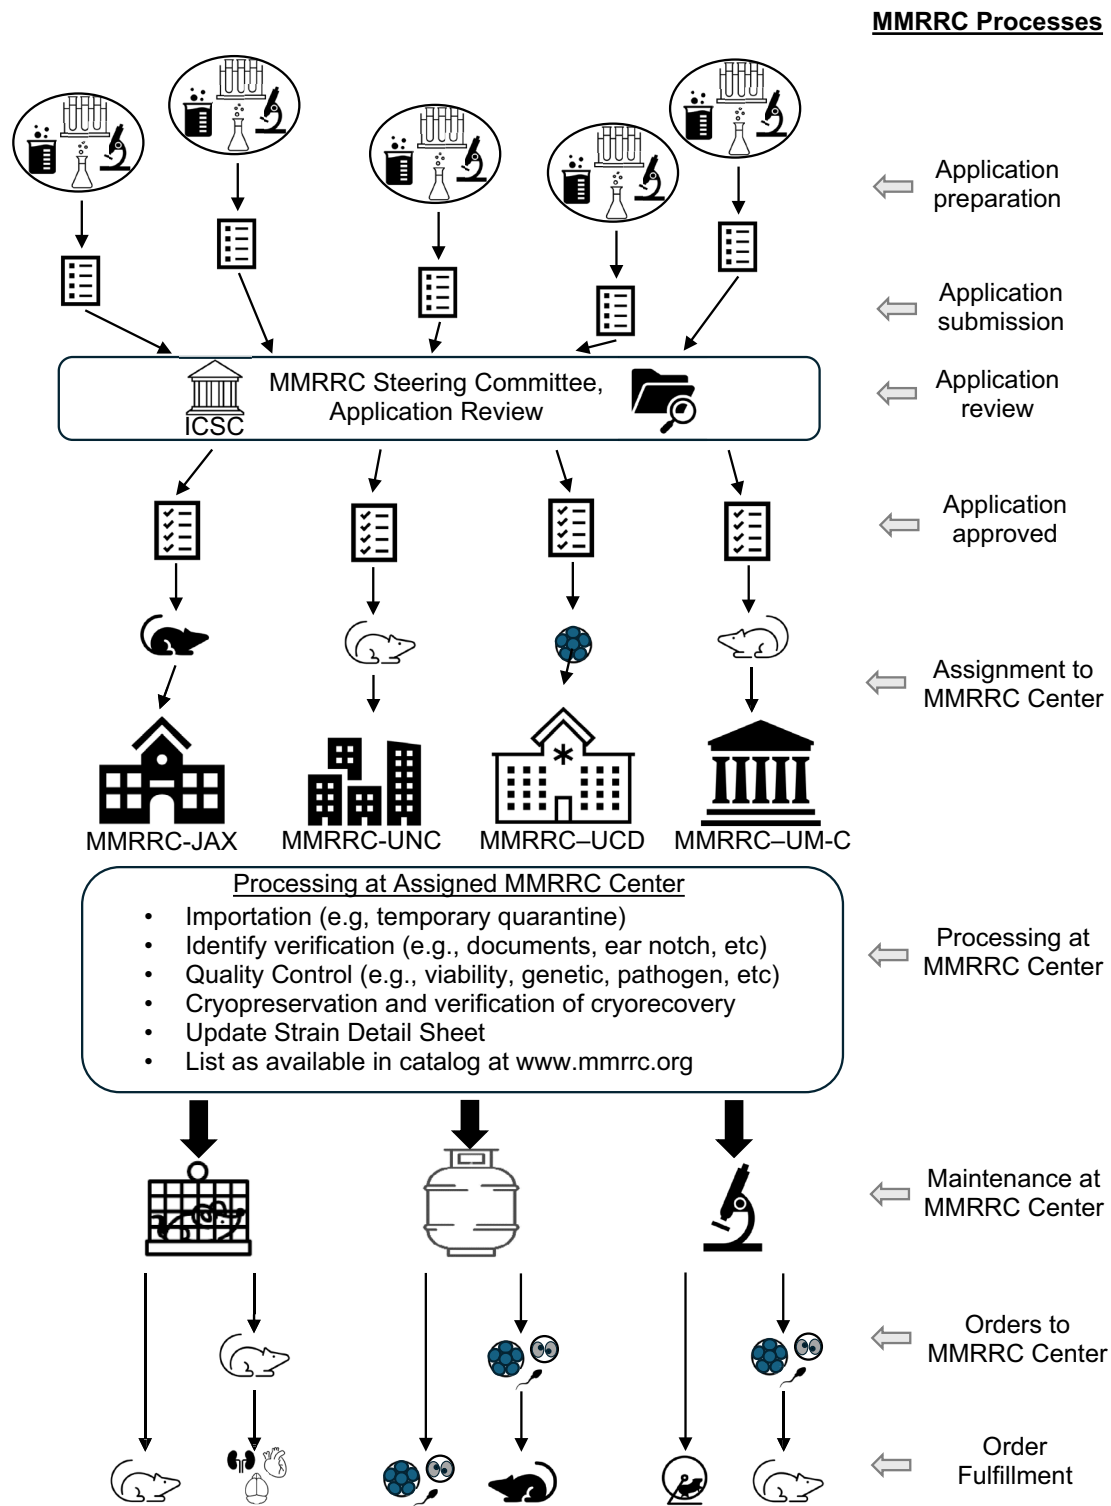 MMRRC Processes
Application
preparation
Application
submission
ICSC
MMRRC Steering Committee,
Application Review
Application
review
Application
approved
Assignment to
MMRRC Center
MMRRC-JAX
MMRRC-UNC
MMRRC–UCD
MMRRC–UM-C
Processing at Assigned MMRRC Center
• Importation (e.g, temporary quarantine)
• Identify verification (e.g., documents, ear notch, etc)
• Quality Control (e.g., viability, genetic, pathogen, etc)
• Cryopreservation and verification of cryorecovery
• Update Strain Detail Sheet
• List as available in catalog at www.mmrrc.org
Processing at
MMRRC Center
Maintenance at
MMRRC Center
Orders to
MMRRC Center
Order
Fulfillment